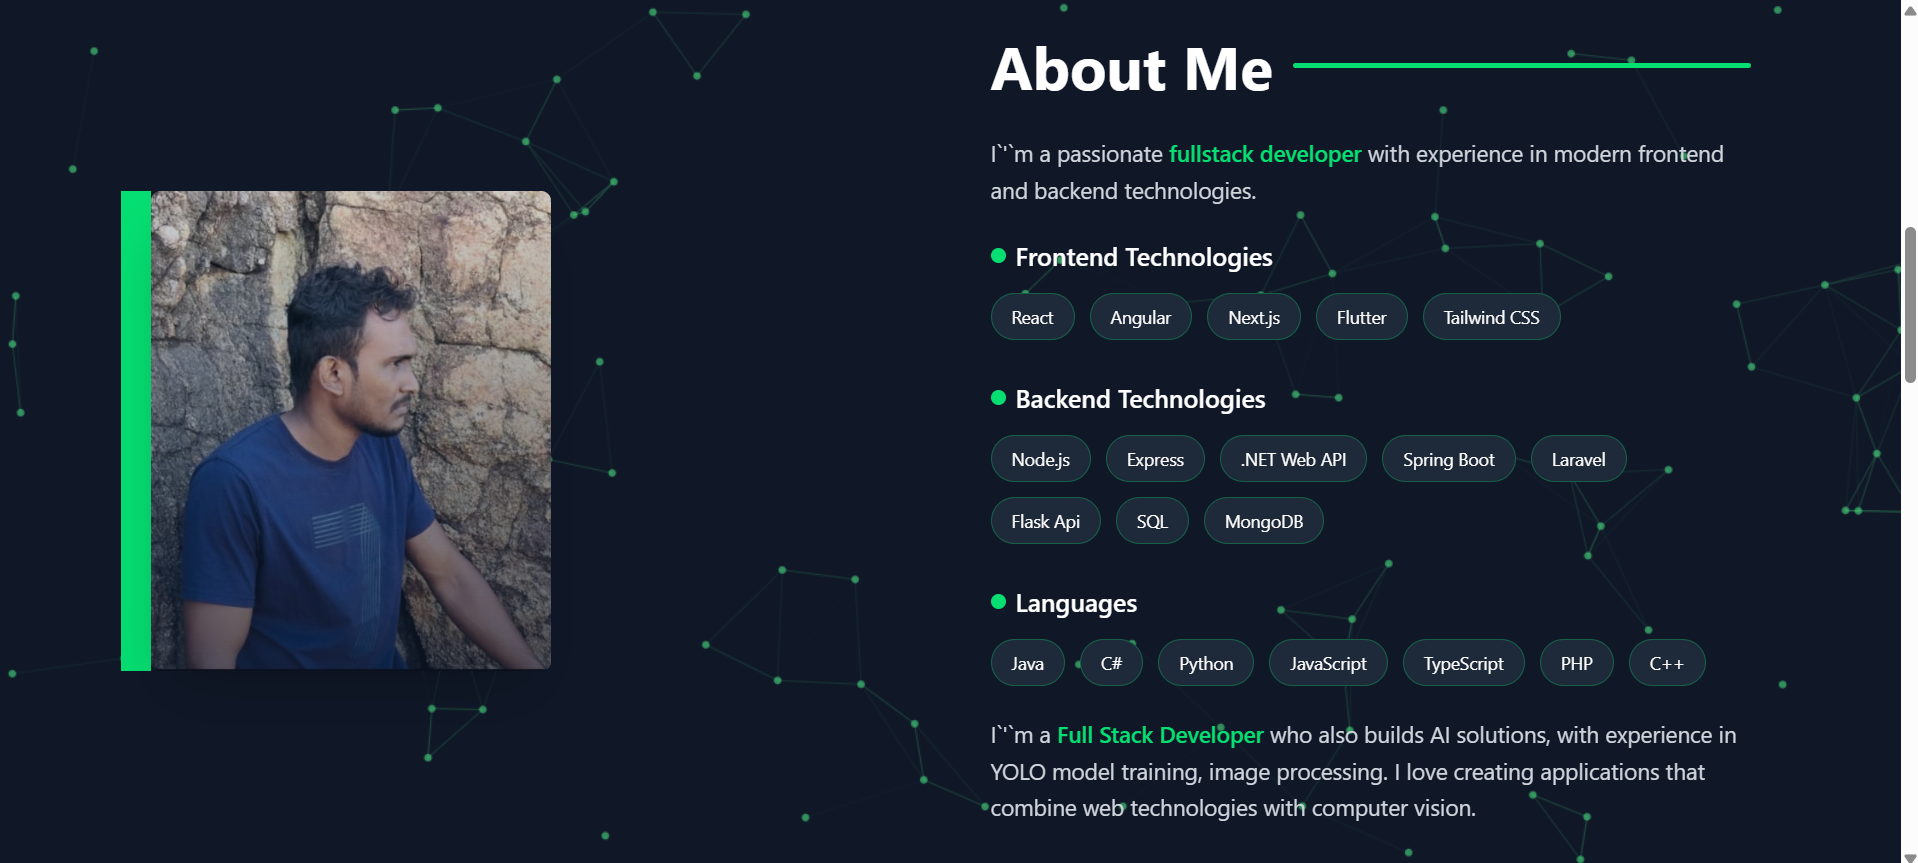 About Me
I`'`m a passionate fullstack developer with experience in modern frontend
and backend technologies.
Frontend Technologies
React Angular Next.js Flutter Tailwind CSS
Backend Technologies
Node.js Express .NET Web API Spring Boot Laravel
Flask Api SQL MongoDB
Languages
Java C# Python JavaScript TypeScript PHP C++
I`'`m a Full Stack Developer who also builds AI solutions, with experience in
YOLO model training, image processing. I love creating applications that
combine web technologies with computer vision.